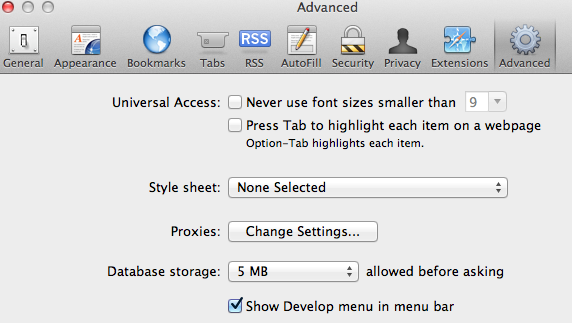 Advanced
General Appearance Bookmarks Tabs RSS AutoFill Security Privacy Extensions Advanced
RSS
Universal Access: Never use font sizes smaller than 9
Press Tab to highlight each item on a webpage
Option-Tab highlights each item.
Style sheet: None Selected
Proxies: Change Settings...
Database storage: 5 MB allowed before asking
Show Develop menu in menu bar